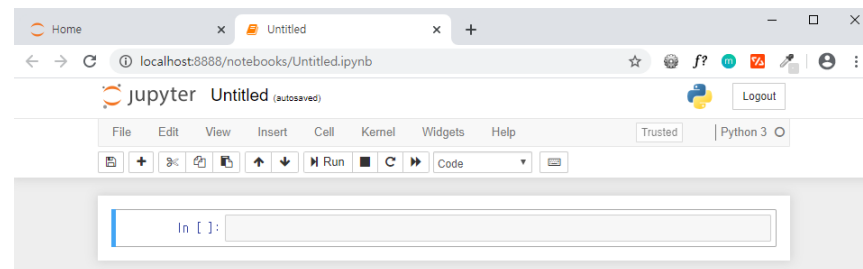 Home Untitled
localhost:8888/notebooks/Untitled.ipynb f? m
jupyter Untitled (autosaved) Logout
File Edit View Insert Cell Kernel Widgets Help Trusted Python 3
Run Code
In [ ]: